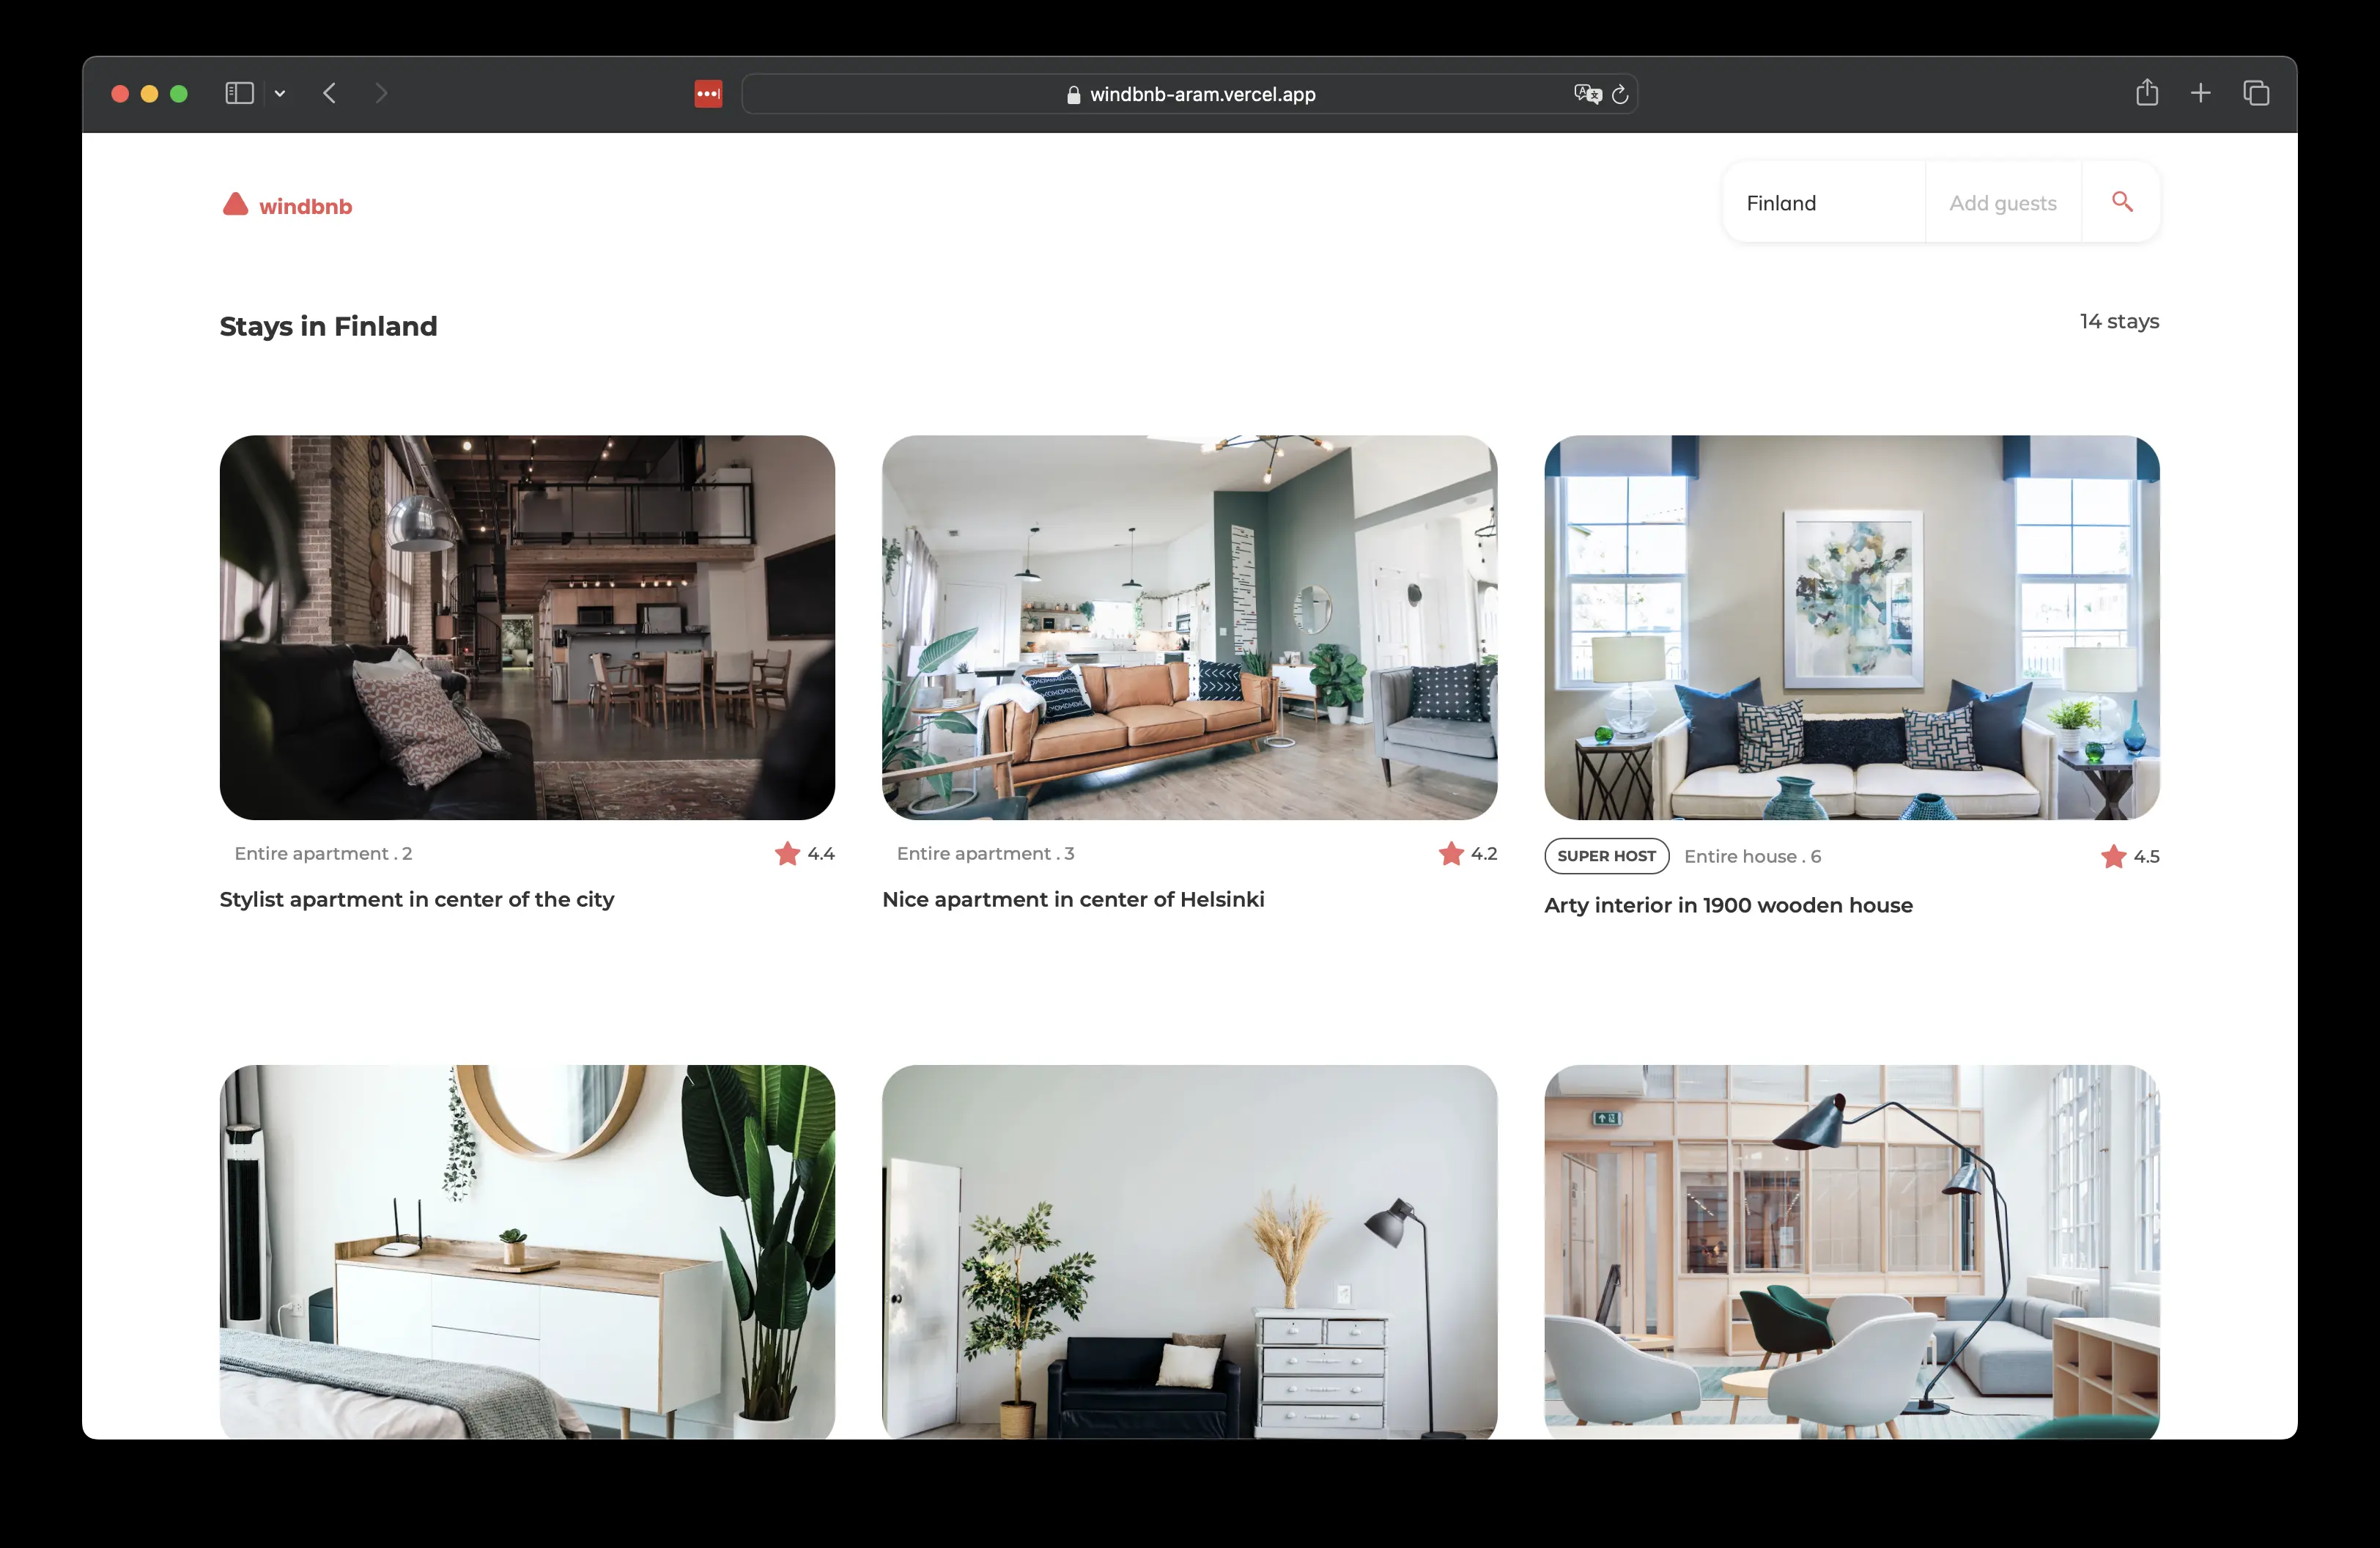 windbnb-aram.vercel.app
windbnb
Finland
Add guests
Stays in Finland
14 stays
Entire apartment . 2
4.4
Stylist apartment in center of the city
Entire apartment . 3
4.2
Nice apartment in center of Helsinki
SUPER HOST
Entire house . 6
4.5
Arty interior in 1900 wooden house